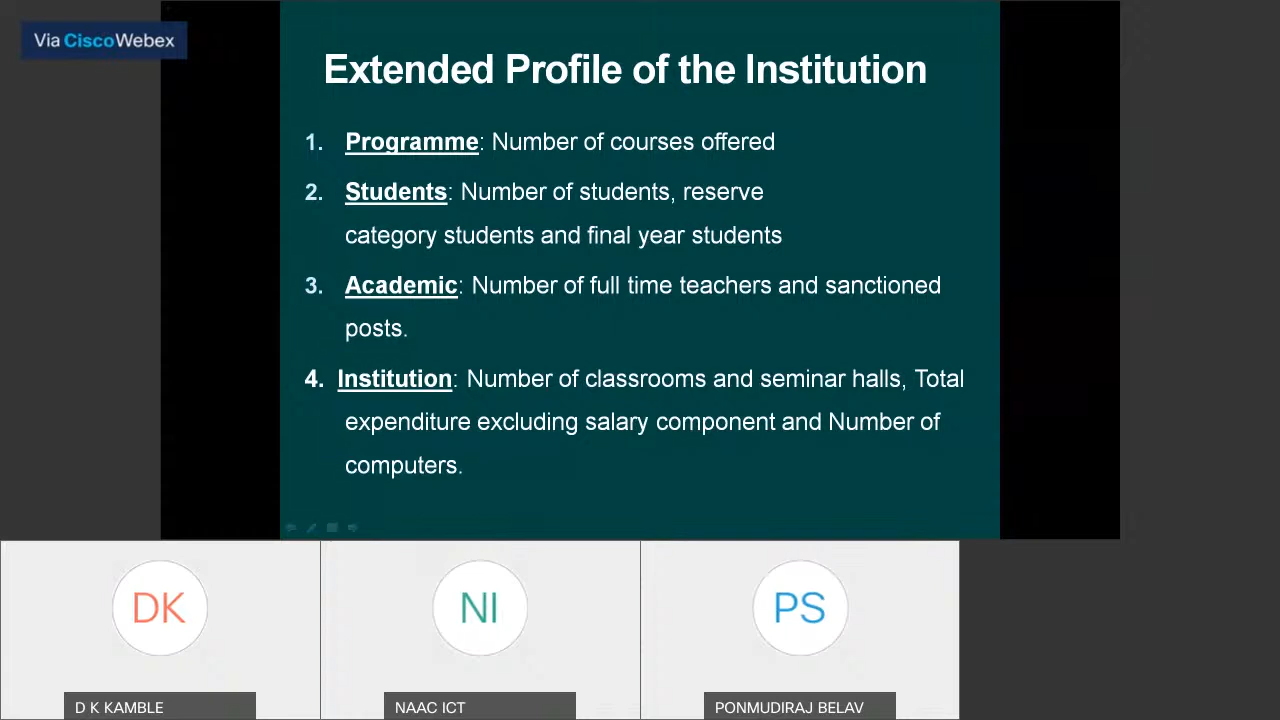 Via CiscoWebex
Extended Profile of the Institution
1. Programme: Number of courses offered
2. Students: Number of students, reserve
category students and final year students
3. Academic: Number of full time teachers and sanctioned
posts.
4. Institution: Number of classrooms and seminar halls, Total
expenditure excluding salary component and Number of
computers.
DK
NI
PS
D K KAMBLE
NAAC ICT
PONMUDIRAJ BELAV